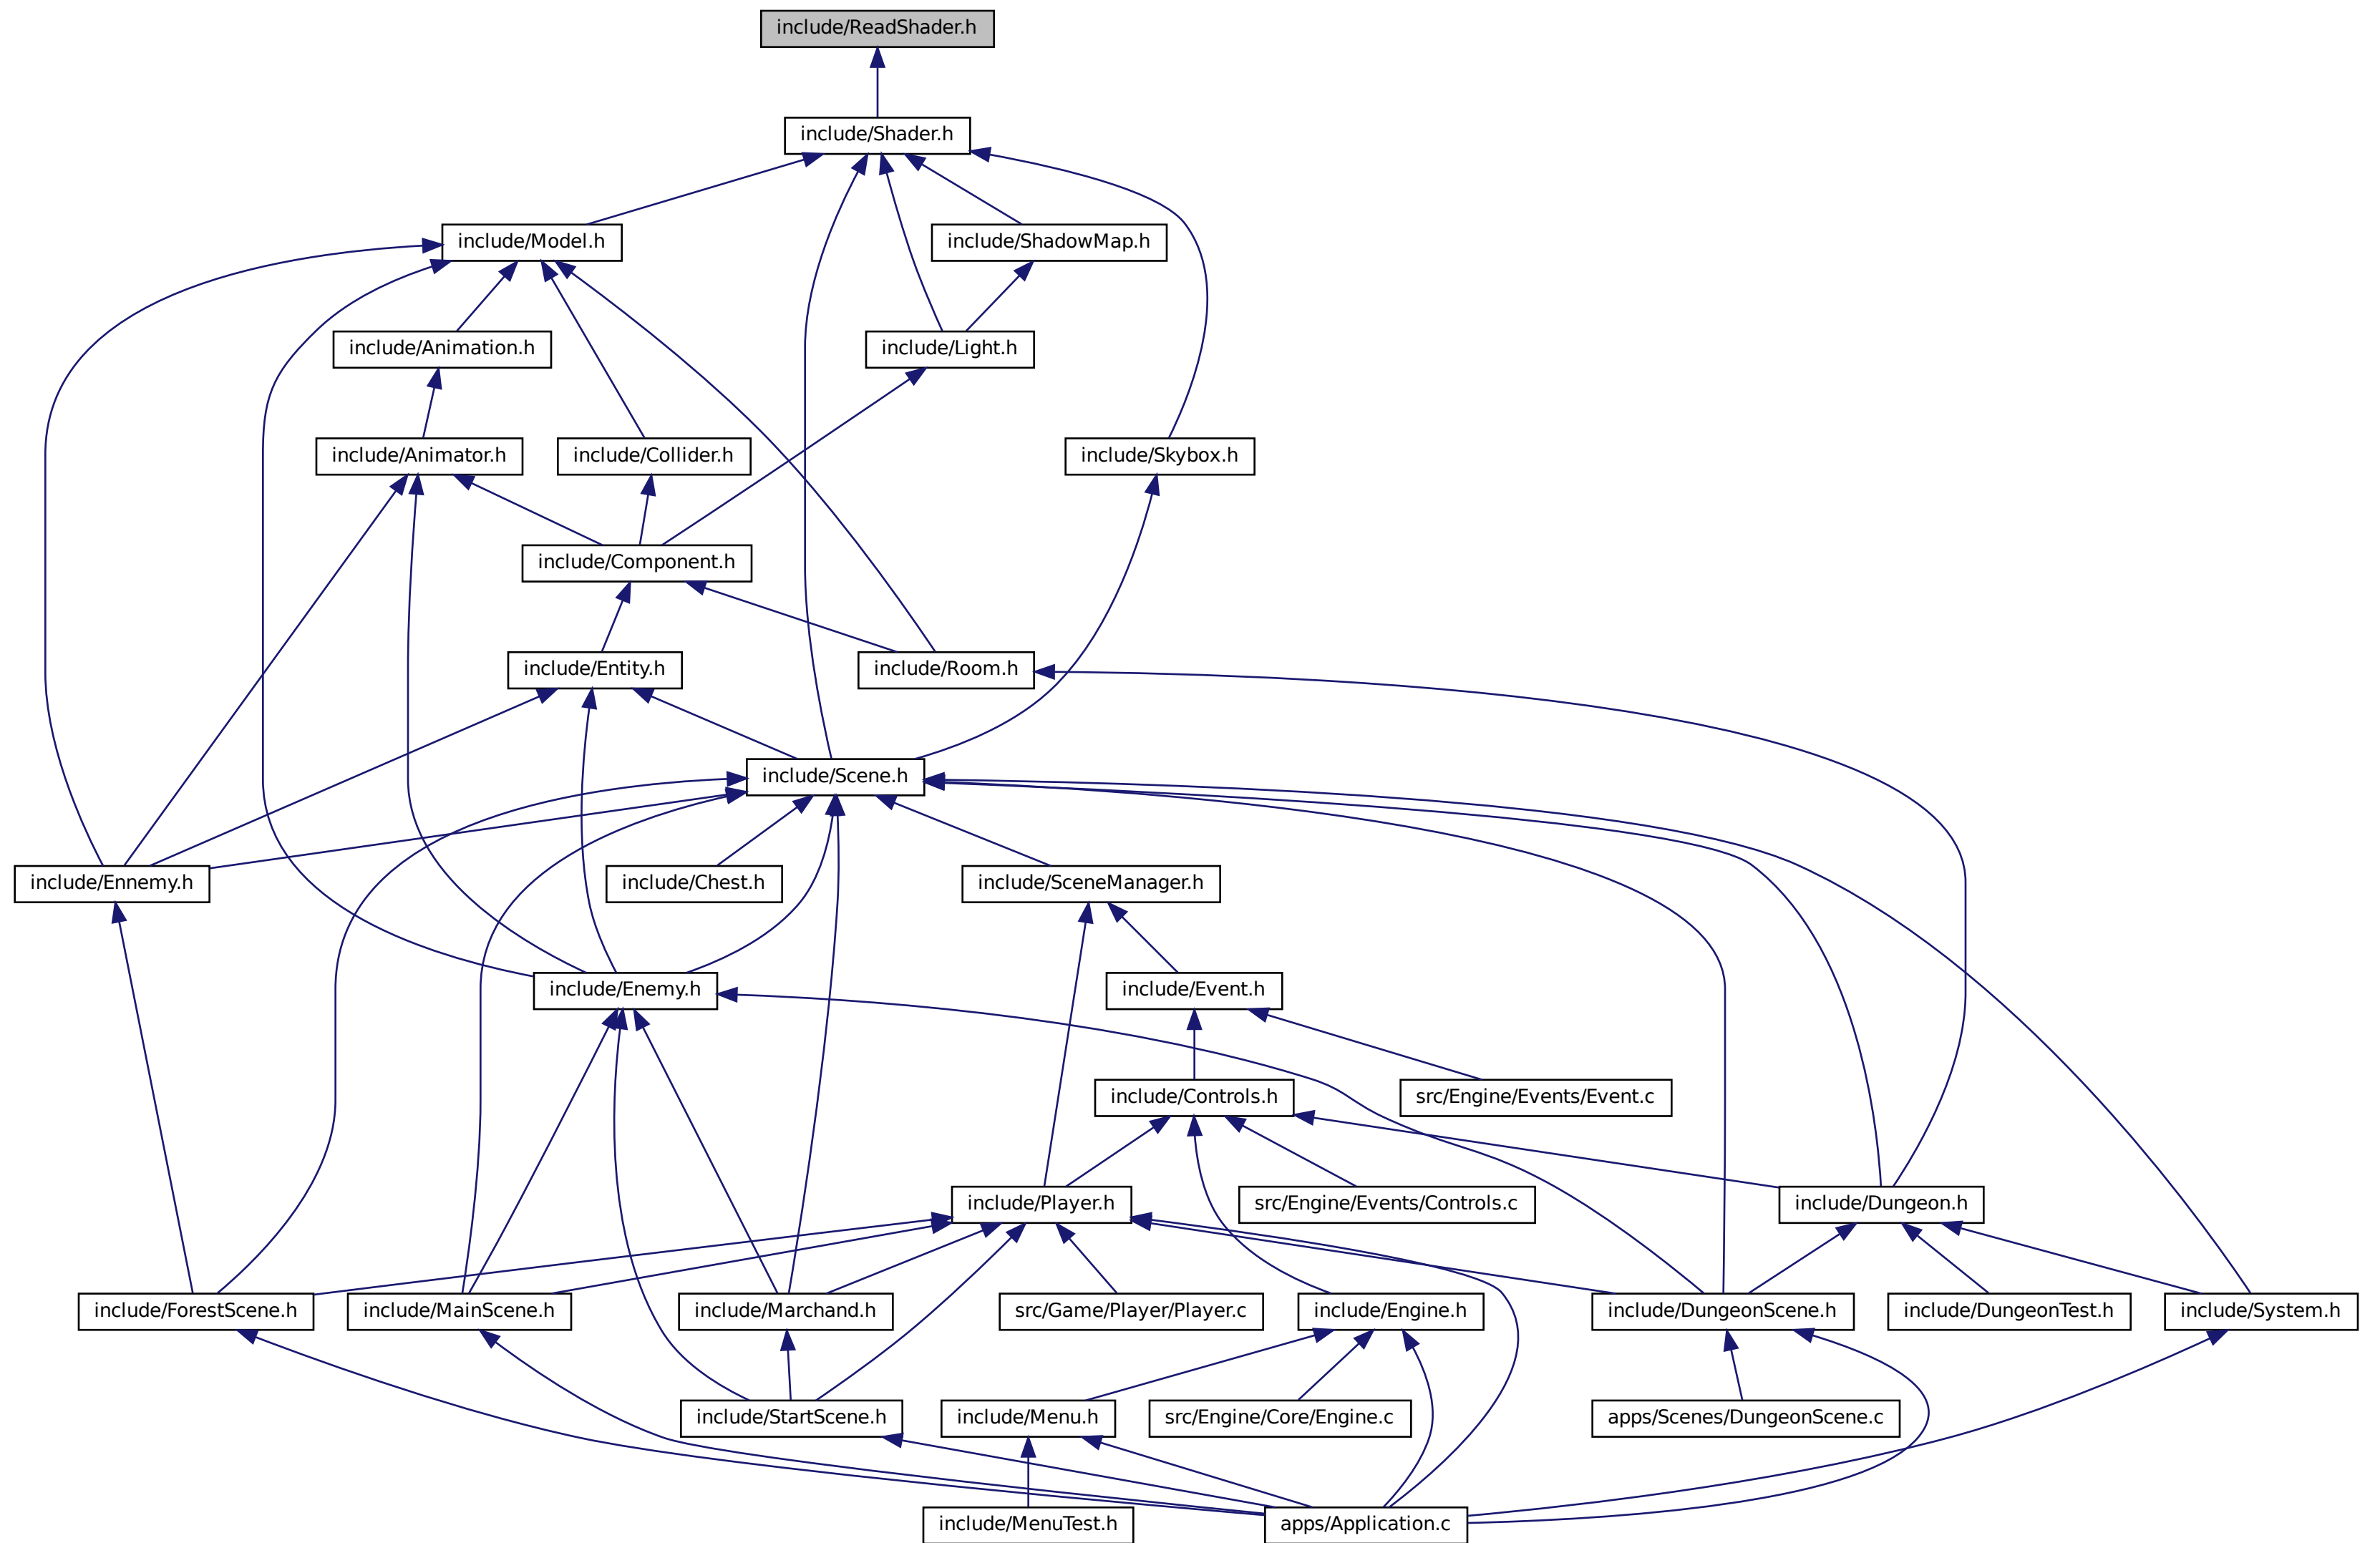 include/ReadShader.h
include/Shader.h
include/Model.h
include/ShadowMap.h
include/Animation.h
include/Light.h
include/Animator.h
include/Collider.h
include/Skybox.h
include/Component.h
include/Entity.h
include/Room.h
include/Scene.h
include/Ennemy.h
include/Chest.h
include/SceneManager.h
include/Enemy.h
include/Event.h
include/Controls.h
src/Engine/Events/Event.c
include/Player.h
src/Engine/Events/Controls.c
include/Dungeon.h
include/ForestScene.h
include/MainScene.h
include/Marchand.h
src/Game/Player/Player.c
include/Engine.h
include/DungeonScene.h
include/DungeonTest.h
include/System.h
include/StartScene.h
include/Menu.h
src/Engine/Core/Engine.c
apps/Scenes/DungeonScene.c
include/MenuTest.h
apps/Application.c